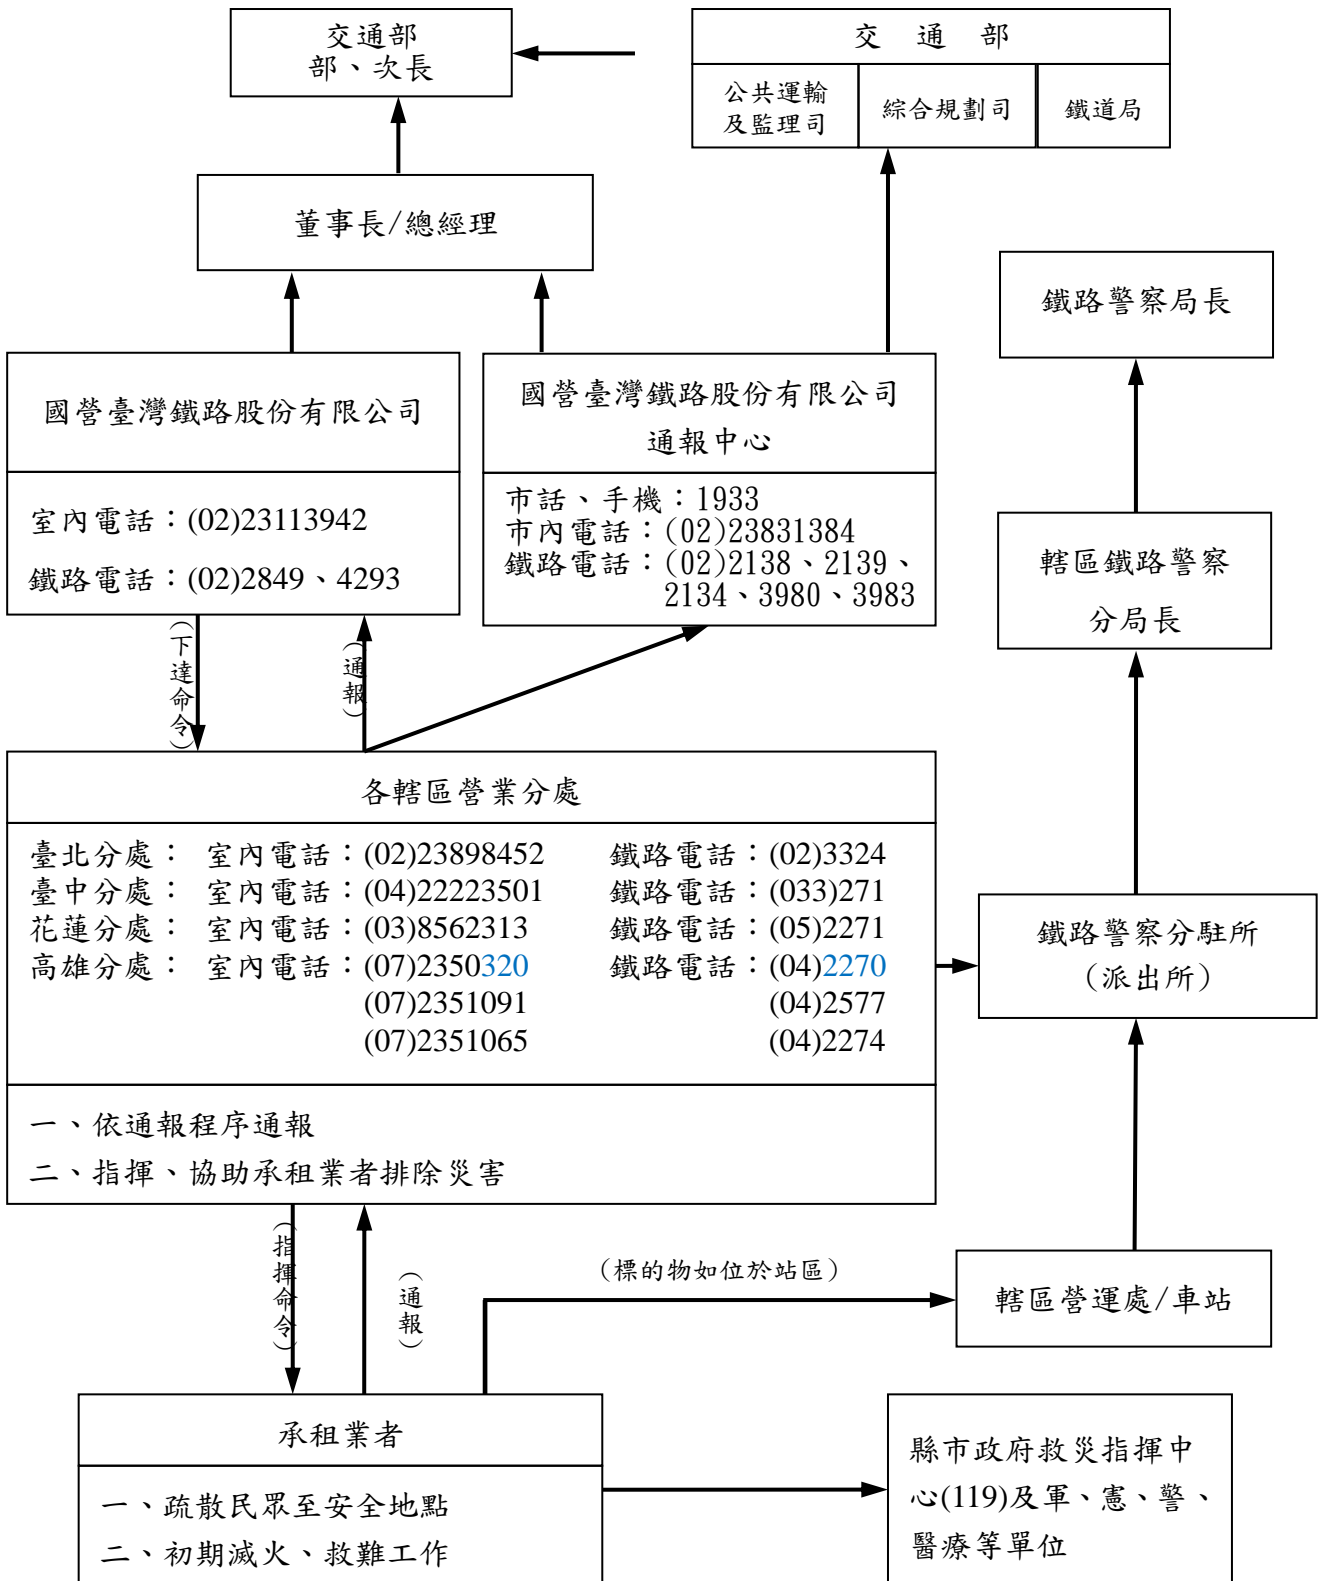 交通部
部、次長
交 通 部
公共運輸
及監理司
綜合規劃司
鐵道局
董事長/總經理
鐵路警察局長
國營臺灣鐵路股份有限公司
室內電話：(02)23113942
鐵路電話：(02)2849、4293
國營臺灣鐵路股份有限公司
通報中心
市話、手機：1933
市內電話：(02)23831384
鐵路電話：(02)2138、2139、
2134、3980、3983
轄區鐵路警察
分局長
（下達命令）
（通報）
各轄區營業分處
臺北分處： 室內電話：(02)23898452 鐵路電話：(02)3324
臺中分處： 室內電話：(04)22223501 鐵路電話：(033)271
花蓮分處： 室內電話：(03)8562313 鐵路電話：(05)2271
高雄分處： 室內電話：(07)2350320 鐵路電話：(04)2270
(07)2351091 (04)2577
(07)2351065 (04)2274
一、依通報程序通報
二、指揮、協助承租業者排除災害
鐵路警察分駐所
（派出所）
（指揮命令）
（通報）
（標的物如位於站區）
轄區營運處/車站
承租業者
一、疏散民眾至安全地點
二、初期滅火、救難工作
縣市政府救災指揮中
心(119)及軍、憲、警、
醫療等單位